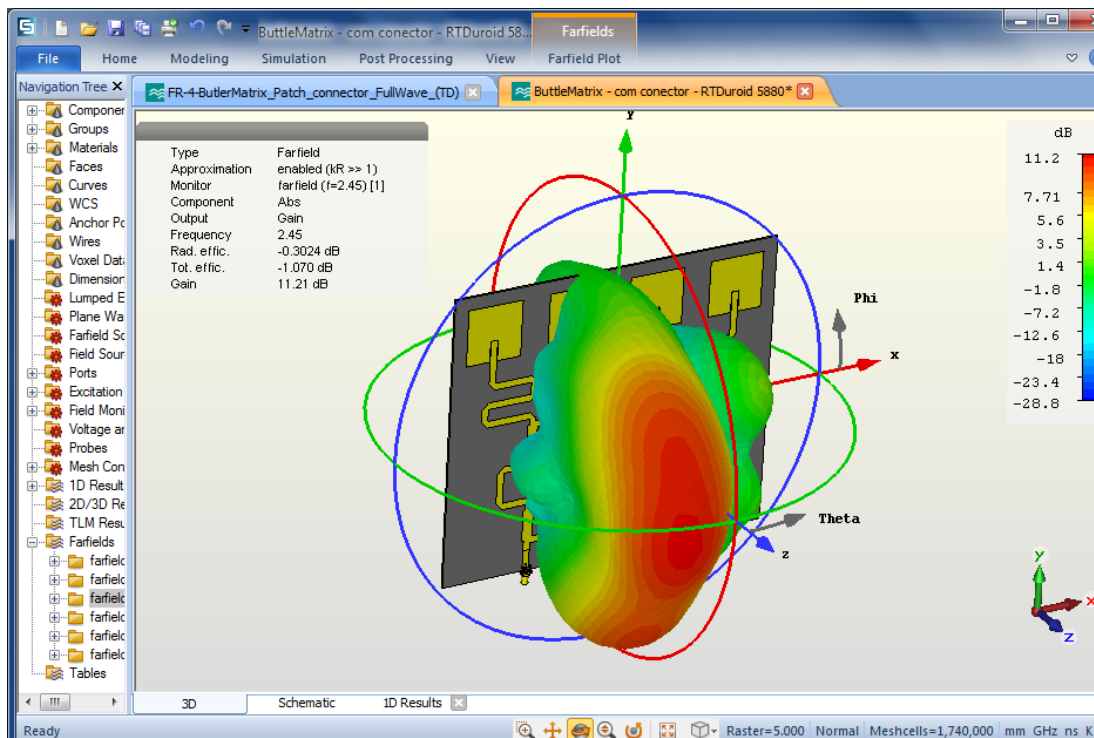 ButtleMatrix - com conector - RTDuroid 58...
Farfields
File
Home
Modeling
Simulation
Post Processing
View
Farfield Plot
Navigation Tree
FR-4-ButlerMatrix_Patch_connector_FullWave_(TD)
ButtleMatrix - com conector - RTDuroid 5880*
Componer
Groups
Materials
Faces
Curves
WCS
Anchor Po
Wires
Voxel Data
Dimension
Lumped E
Plane Wa
Farfield So
Field Sour
Ports
Excitation
Field Moni
Voltage an
Probes
Mesh Con
1D Result
2D/3D Re
TLM Resu
Farfields
farfield
farfield
farfield
farfield
farfield
farfield
Tables
Type Farfield
Approximation enabled (kR >> 1)
Monitor farfield (f=2.45) [1]
Component Abs
Output Gain
Frequency 2.45
Rad. effic. -0.3024 dB
Tot. effic. -1.070 dB
Gain 11.21 dB
y
Phi
x
Theta
z
dB
11.2
7.71
5.6
3.5
1.4
-1.8
-7.2
-12.6
-18
-23.4
-28.8
y
x
z
3D
Schematic
1D Results
Ready
Raster=5.000 Normal Meshcells=1,740,000 mm GHz ns K